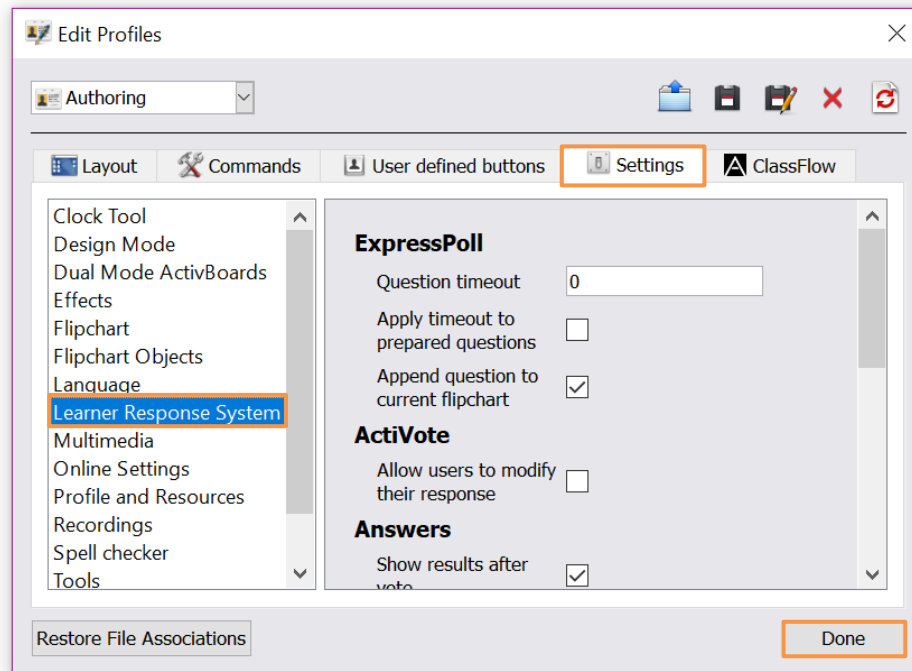 Edit Profiles
Authoring
Layout
Commands
User defined buttons
Settings
ClassFlow
Clock Tool
Design Mode
Dual Mode ActivBoards
Effects
Flipchart
Flipchart Objects
Language
Learner Response System
Multimedia
Online Settings
Profile and Resources
Recordings
Spell checker
Tools
ExpressPoll
Question timeout
0
Apply timeout to
prepared questions
Append question to
current flipchart
ActiVote
Allow users to modify
their response
Answers
Show results after
vote
Restore File Associations
Done